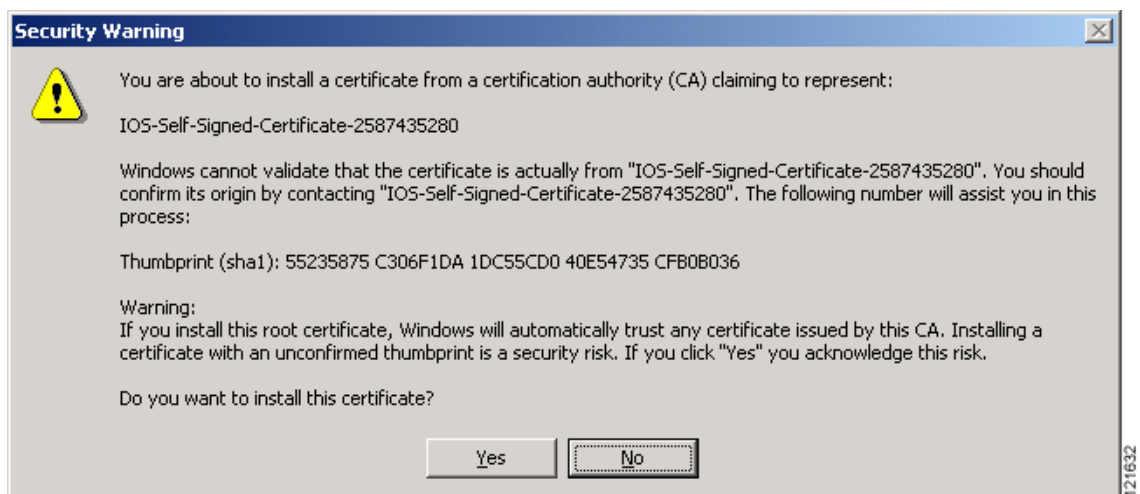 Security Warning
You are about to install a certificate from a certification authority (CA) claiming to represent:
IOS-Self-Signed-Certificate-2587435280
Windows cannot validate that the certificate is actually from "IOS-Self-Signed-Certificate-2587435280". You should
confirm its origin by contacting "IOS-Self-Signed-Certificate-2587435280". The following number will assist you in this
process:
Thumbprint (sha1): 55235875 C306F1DA 1DC55CD0 40E54735 CFB0B036
Warning:
If you install this root certificate, Windows will automatically trust any certificate issued by this CA. Installing a
certificate with an unconfirmed thumbprint is a security risk. If you click "Yes" you acknowledge this risk.
Do you want to install this certificate?
Yes No
121632